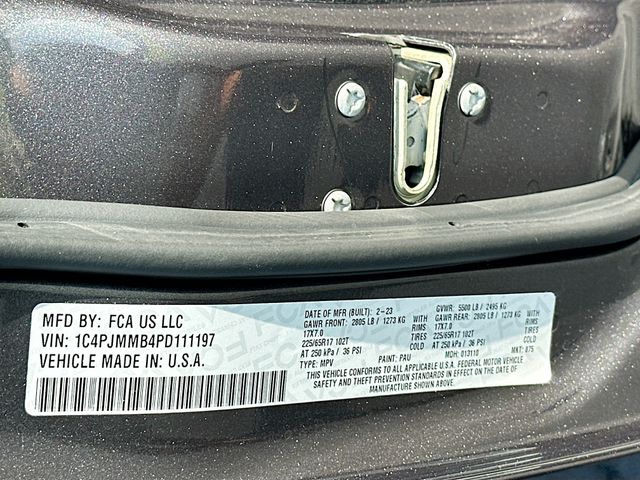 MFD BY: FCA US LLC
VIN: 1C4PJMMB4PD111197
VEHICLE MADE IN: U.S.A.
DATE OF MFR (BUILT): 2-23 GVWR: 5500 LB / 2495 KG
GAWR FRONT: 2805 LB / 1273 KG WITH GAWR REAR: 2805 LB / 1273 KG WITH
17X7.0 RIMS 17X7.0 RIMS
225/65R17 102T TIRES 225/65R17 102T TIRES
AT 250 kPa / 36 PSI COLD AT 250 kPa / 36 PSI COLD
TYPE: MPV PAINT: PAU MDH: 013110 MKT: 875
THIS VEHICLE CONFORMS TO ALL APPLICABLE U.S.A. FEDERAL MOTOR VEHICLE
SAFETY AND THEFT PREVENTION STANDARDS IN EFFECT ON THE DATE OF
MANUFACTURE SHOWN ABOVE.